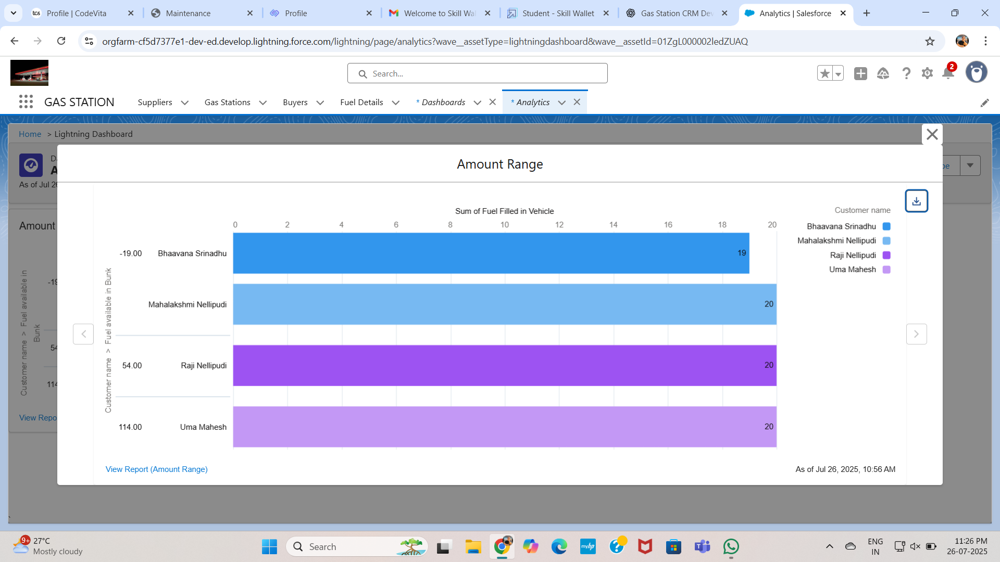 tcs Profile | CodeVita
Maintenance
Profile
Welcome to Skill Wal
Student - Skill Wallet
Gas Station CRM Dev
Analytics | Salesforce
orgfarm-cf5d7377e1-dev-ed.develop.lightning.force.com/lightning/page/analytics?wave__assetType=lightningdashboard&wave__assetId=01ZgL000002ledZUAQ
Search...
2
GAS STATION
Suppliers
Gas Stations
Buyers
Fuel Details
* Dashboards
* Analytics
Home > Lightning Dashboard
As of Jul 26
Amount
Customer name > Fuel available in Bunk
-19
54
114
View Repo
Amount Range
Sum of Fuel Filled in Vehicle
0 2 4 6 8 10 12 14 16 18 20
Customer name
Bhaavana Srinadhu
Mahalakshmi Nellipudi
Raji Nellipudi
Uma Mahesh
Customer name > Fuel available in Bunk
-19.00 Bhaavana Srinadhu 19
Mahalakshmi Nellipudi 20
54.00 Raji Nellipudi 20
114.00 Uma Mahesh 20
View Report (Amount Range)
As of Jul 26, 2025, 10:56 AM
9+
27°C
Mostly cloudy
Search
myhp
ENG
IN
11:26 PM
26-07-2025